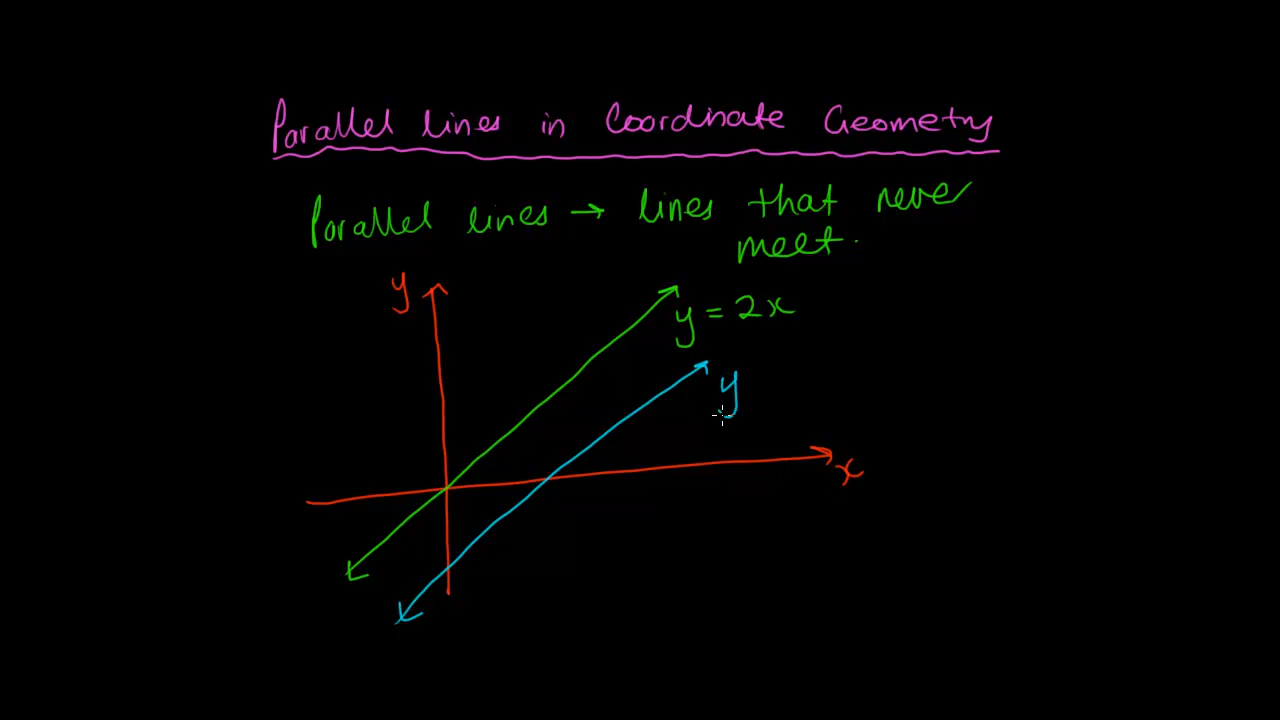 Parallel lines in Coordinate Geometry
Parallel lines → lines that never
meet.
y
y = 2x
y
x